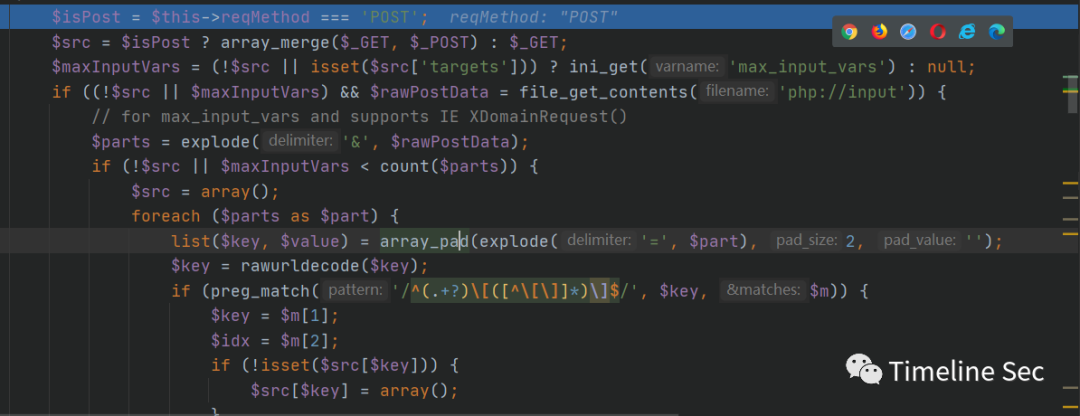 $isPost = $this->reqMethod === 'POST';  reqMethod: "POST"
$src = $isPost ? array_merge($_GET, $_POST) : $_GET;
$maxInputVars = (!$src || isset($src['targets'])) ? ini_get( varname: 'max_input_vars') : null;
if ((!$src || $maxInputVars) && $rawPostData = file_get_contents( filename: 'php://input')) {
// for max_input_vars and supports IE XDomainRequest()
$parts = explode( delimiter: '&', $rawPostData);
if (!$src || $maxInputVars < count($parts)) {
$src = array();
foreach ($parts as $part) {
list($key, $value) = array_pad(explode( delimiter: '=', $part), pad_size: 2, pad_value: '');
$key = rawurldecode($key);
if (preg_match( pattern: '/^(.+?)\[([^\[\]]*)\]$/', $key, &matches: $m)) {
$key = $m[1];
$idx = $m[2];
if (!isset($src[$key])) {
$src[$key] = array();
}
Timeline Sec